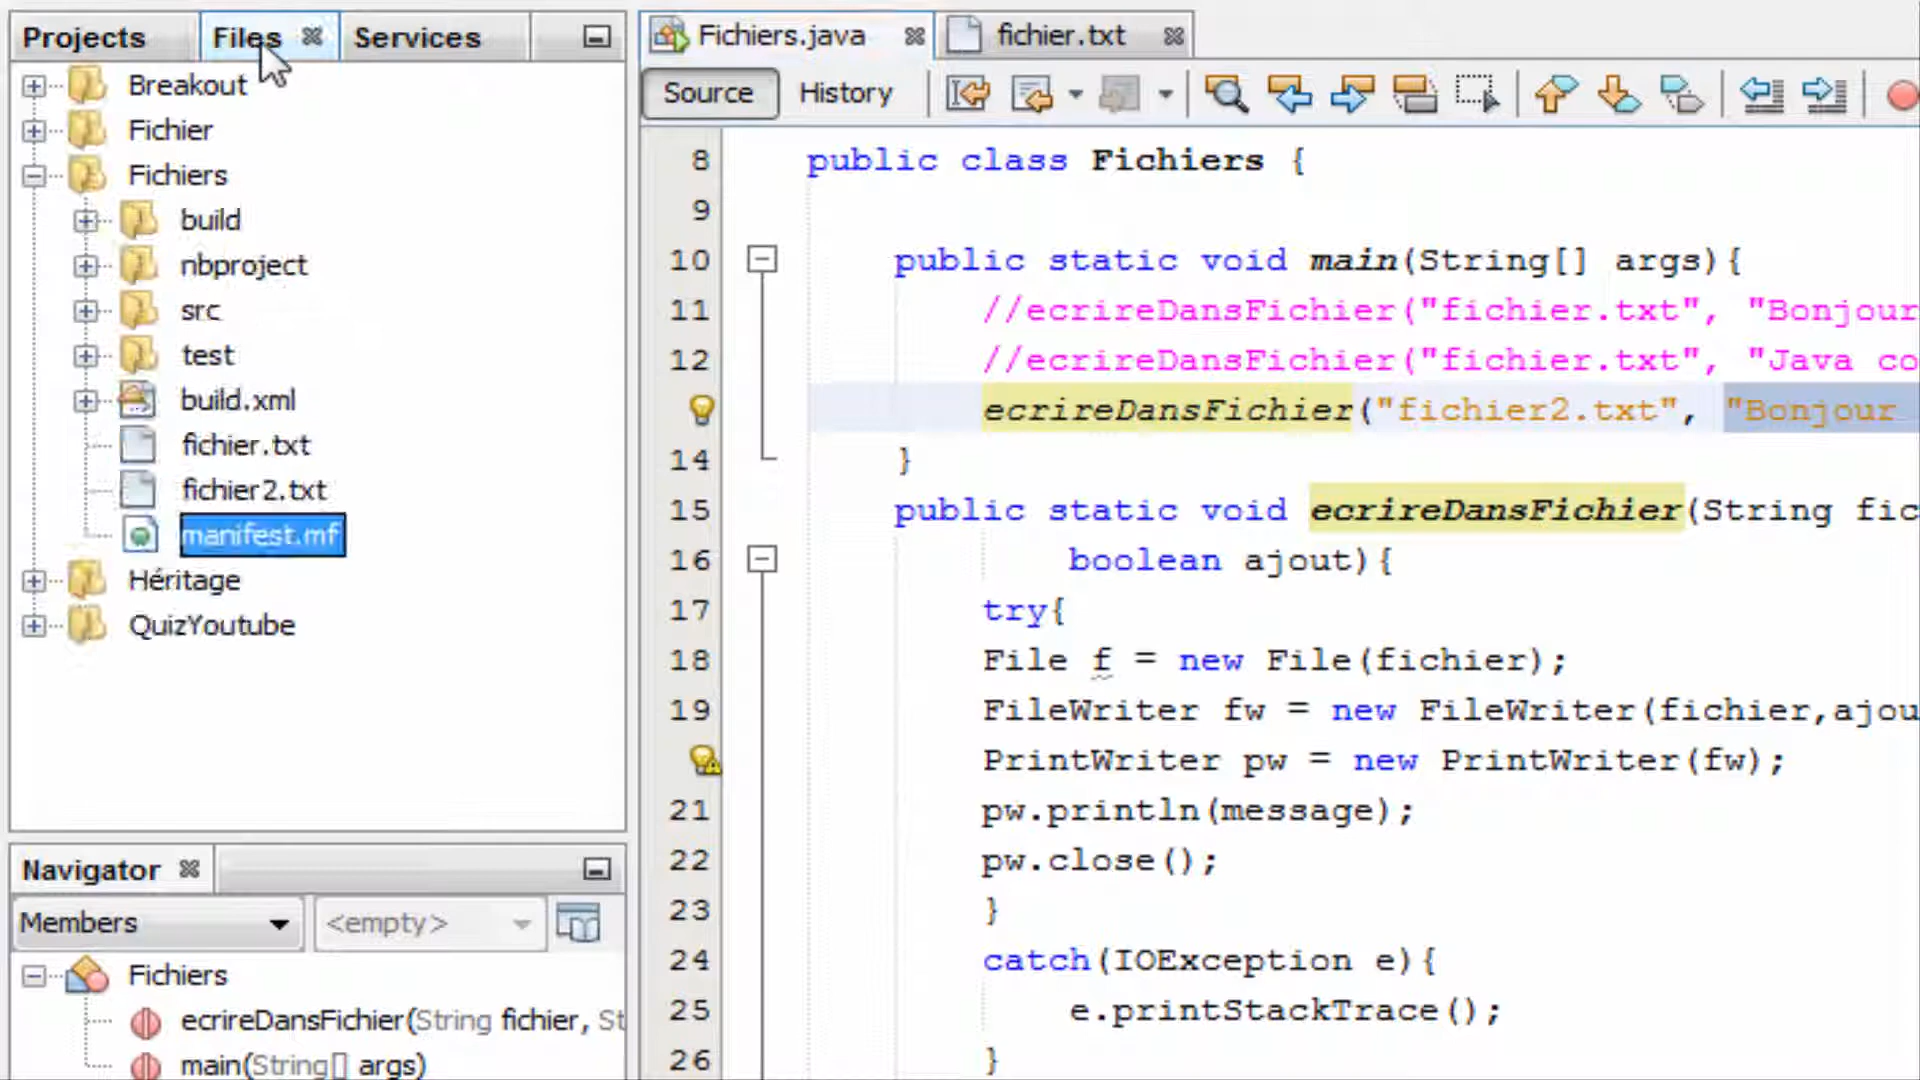 Projects
Files
Services
Breakout
Fichier
Fichiers
build
nbproject
src
test
build.xml
fichier.txt
fichier2.txt
manifest.mf
Héritage
QuizYoutube
Navigator
Members
<empty>
Fichiers
ecrireDansFichier(String fichier, St
main(String[] args)
Fichiers.java
fichier.txt
Source
History
8 public class Fichiers {
9
10 public static void main(String[] args){
11 //ecrireDansFichier("fichier.txt", "Bonjour
12 //ecrireDansFichier("fichier.txt", "Java co
ecrireDansFichier("fichier2.txt", "Bonjour
14 }
15 public static void ecrireDansFichier(String fic
16 boolean ajout){
17 try{
18 File f = new File(fichier);
19 FileWriter fw = new FileWriter(fichier,ajou
PrintWriter pw = new PrintWriter(fw);
21 pw.println(message);
22 pw.close();
23 }
24 catch(IOException e){
25 e.printStackTrace();
26 }